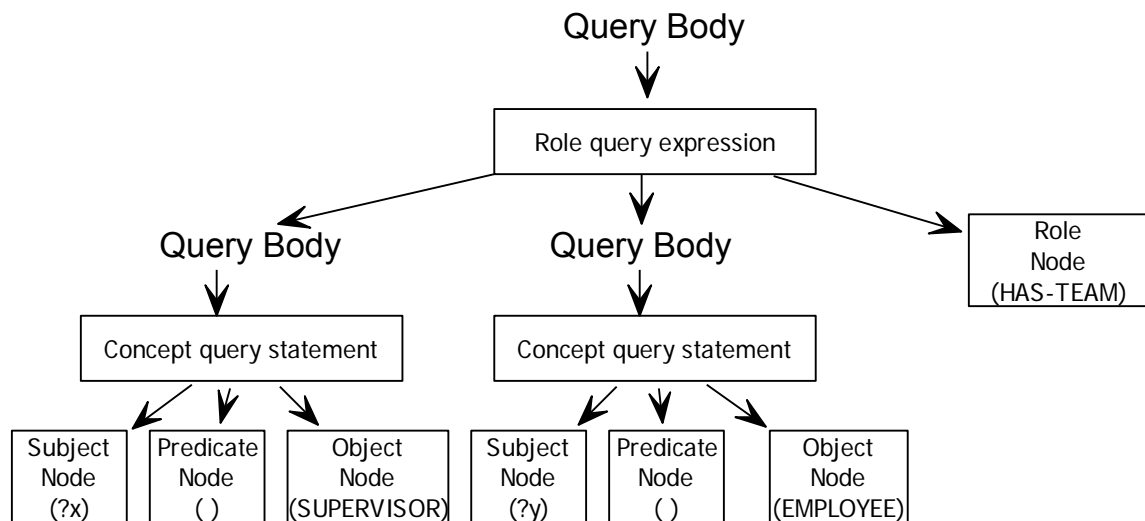 Query Body
Role query expression
Query Body
Query Body
Role
Node
(HAS-TEAM)
Concept query statement
Concept query statement
Subject
Node
(?x)
Predicate
Node
( )
Object
Node
(SUPERVISOR)
Subject
Node
(?y)
Predicate
Node
( )
Object
Node
(EMPLOYEE)